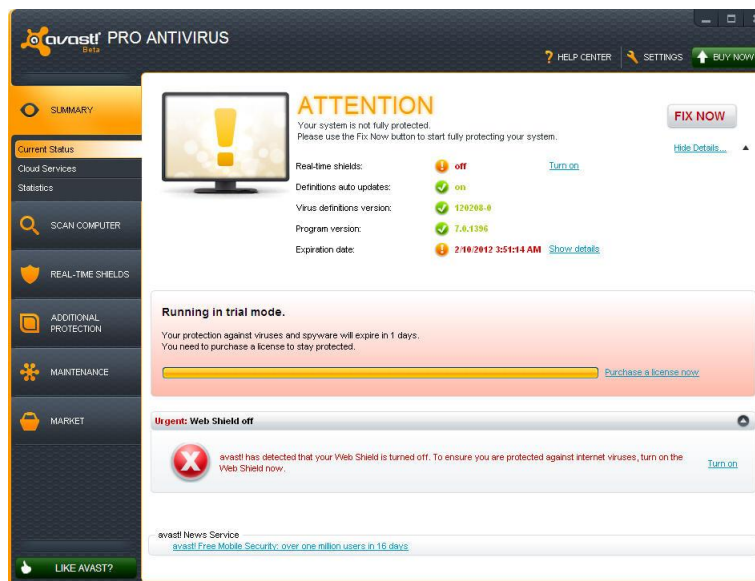 avast! PRO ANTIVIRUS
Beta
? HELP CENTER
SETTINGS
BUY NOW
SUMMARY
Current Status
Cloud Services
Statistics
SCAN COMPUTER
REAL-TIME SHIELDS
ADDITIONAL
PROTECTION
MAINTENANCE
MARKET
LIKE AVAST?
ATTENTION
Your system is not fully protected.
Please use the Fix Now button to start fully protecting your system.
FIX NOW
Hide Details...
Real-time shields: off Turn on
Definitions auto updates: on
Virus definitions version: 120208-0
Program version: 7.0.1396
Expiration date: 2/10/2012 3:51:14 AM Show details
Running in trial mode.
Your protection against viruses and spyware will expire in 1 days.
You need to purchase a license to stay protected.
Purchase a license now
Urgent: Web Shield off
avast! has detected that your Web Shield is turned off. To ensure you are protected against internet viruses, turn on the
Web Shield now.
Turn on
avast! News Service
avast! Free Mobile Security: over one million users in 16 days